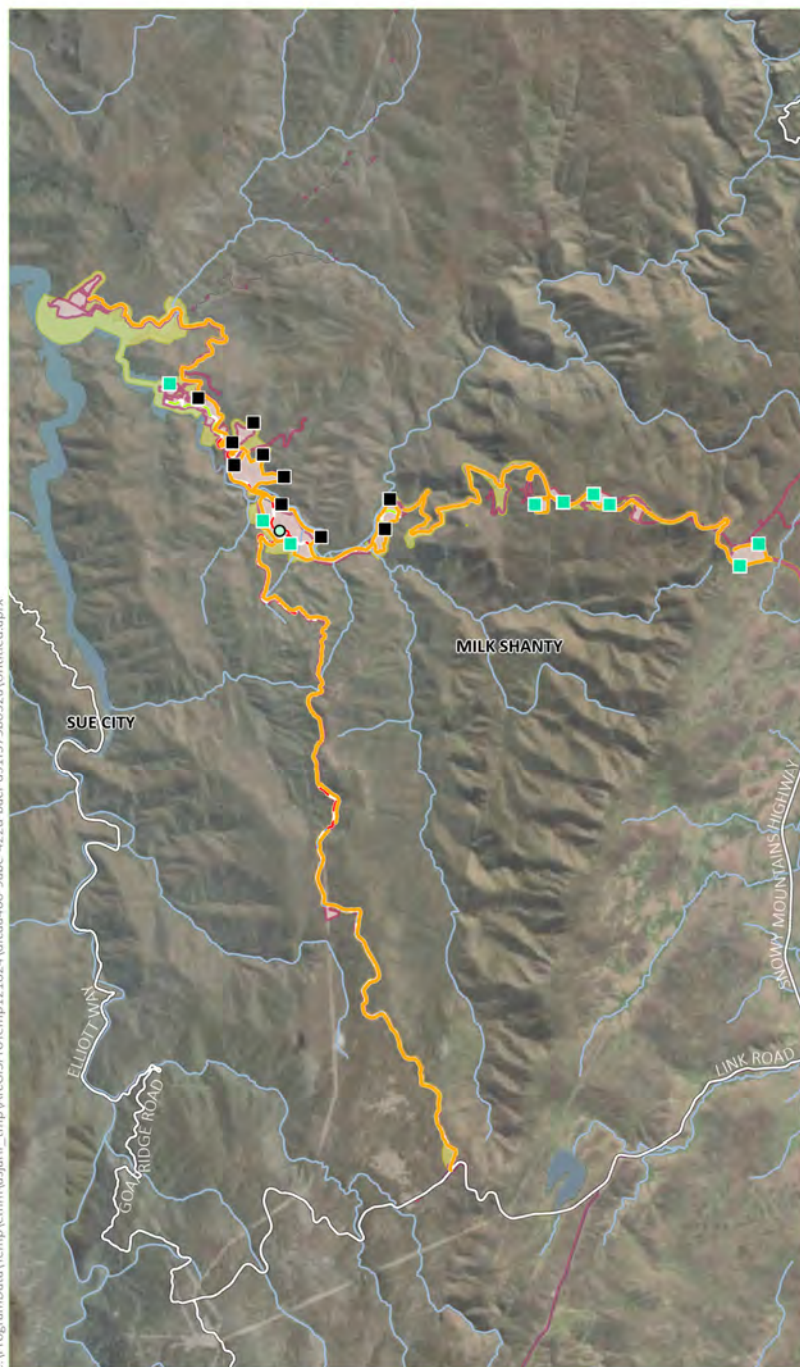 MILK SHANTY
SUE CITY
SNOWY MOUNTAINS HIGHWAY
ELLIOTT WAY
LINK ROAD
GOAT RIDGE ROAD